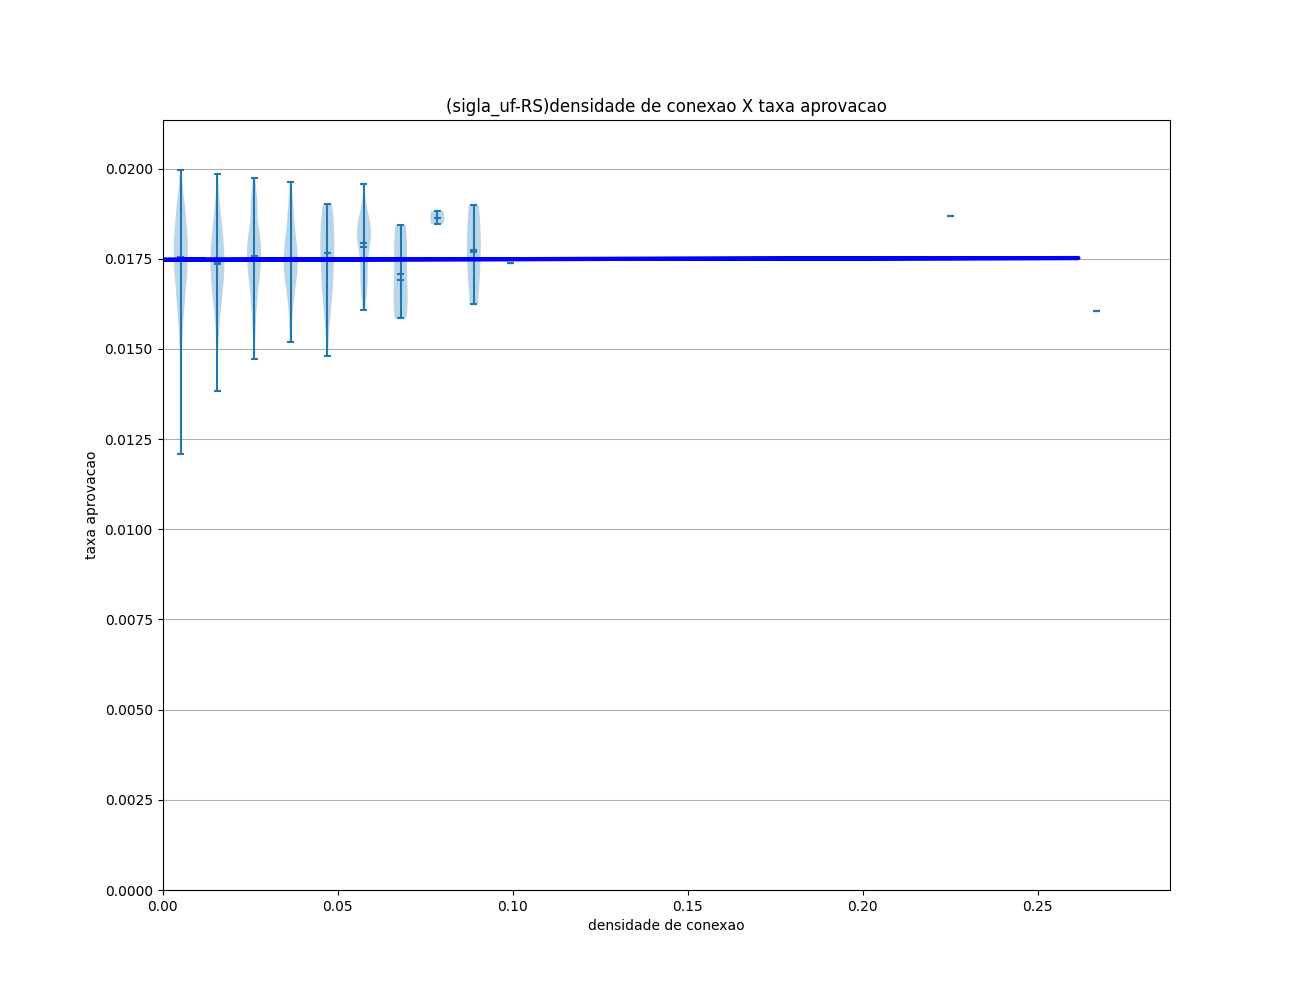 (sigla_uf-RS)densidade de conexao X taxa aprovacao
0.0200
0.0175
0.0150
0.0125
0.0100
0.0075
0.0050
0.0025
0.0000
taxa aprovacao
0.00 0.05 0.10 0.15 0.20 0.25
densidade de conexao